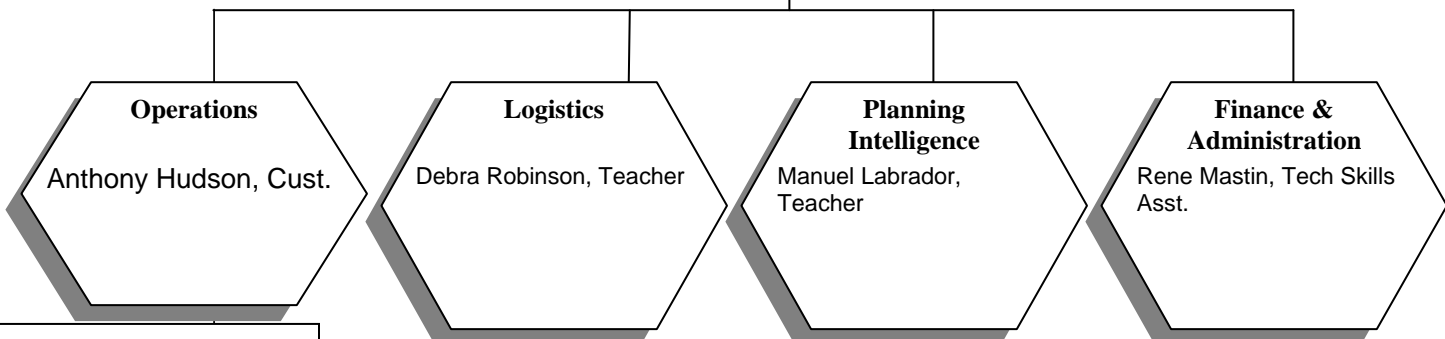 Operations
Anthony Hudson, Cust.
Logistics
Debra Robinson, Teacher
Planning
Intelligence
Manuel Labrador,
Teacher
Finance &
Administration
Rene Mastin, Tech Skills
Asst.